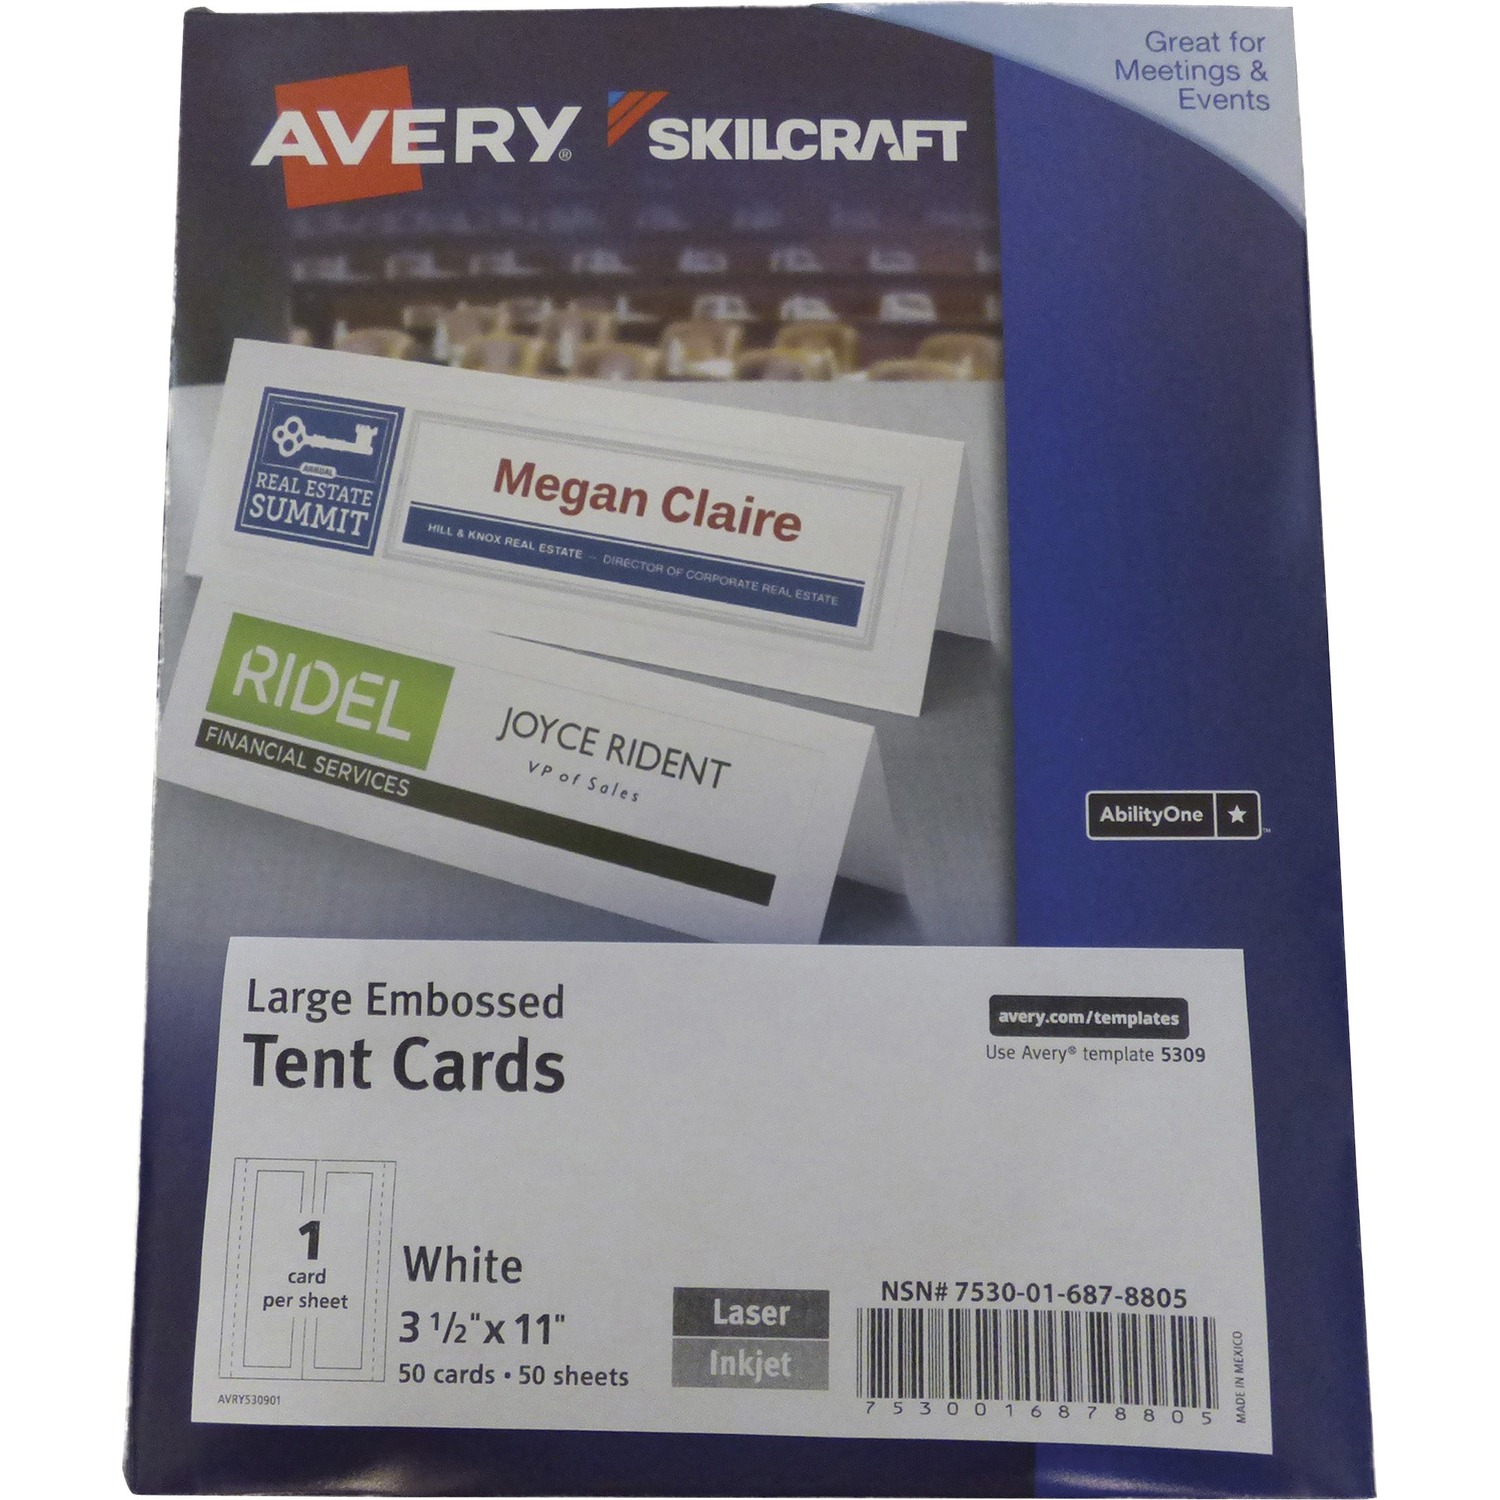 Great for
Meetings &
Events
AVERY®
SKILCRAFT
ANNUAL
REAL ESTATE
SUMMIT
Megan Claire
HILL & KNOX REAL ESTATE – DIRECTOR OF CORPORATE REAL ESTATE
RIDEL
FINANCIAL SERVICES
JOYCE RIDENT
VP of Sales
AbilityOne ™
Large Embossed
Tent Cards
avery.com/templates
Use Avery® template 5309
1
card
per sheet
White
3 1/2" x 11"
50 cards • 50 sheets
AVRY530901
Laser
Inkjet
NSN# 7530-01-687-8805
7530016878805
MADE IN MEXICO